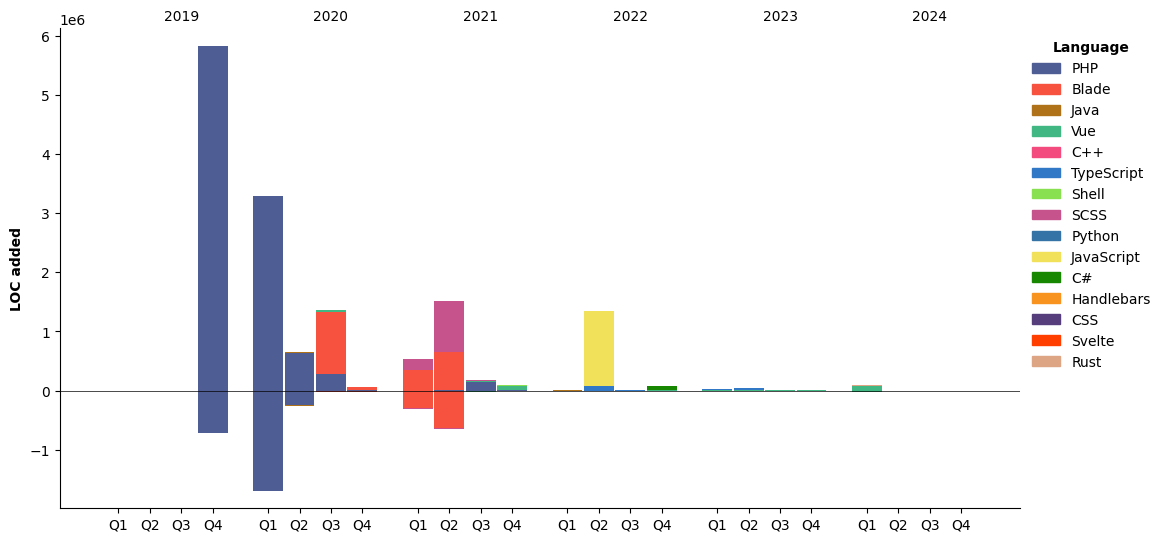 1e6
2019 2020 2021 2022 2023 2024
LOC added
6
5
4
3
2
1
0
−1
Q1 Q2 Q3 Q4 Q1 Q2 Q3 Q4 Q1 Q2 Q3 Q4 Q1 Q2 Q3 Q4 Q1 Q2 Q3 Q4 Q1 Q2 Q3 Q4
Language
PHP
Blade
Java
Vue
C++
TypeScript
Shell
SCSS
Python
JavaScript
C#
Handlebars
CSS
Svelte
Rust